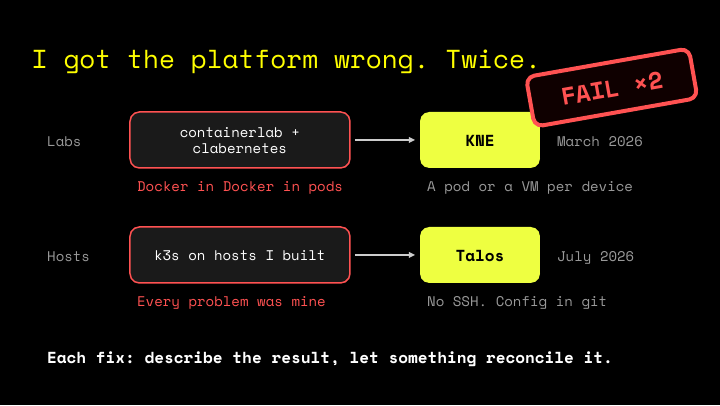 I got the platform wrong. Twice.
FAIL ×2
Labs
containerlab +
clabernetes
KNE
March 2026
Docker in Docker in pods
A pod or a VM per device
Hosts
k3s on hosts I built
Talos
July 2026
Every problem was mine
No SSH. Config in git
Each fix: describe the result, let something reconcile it.